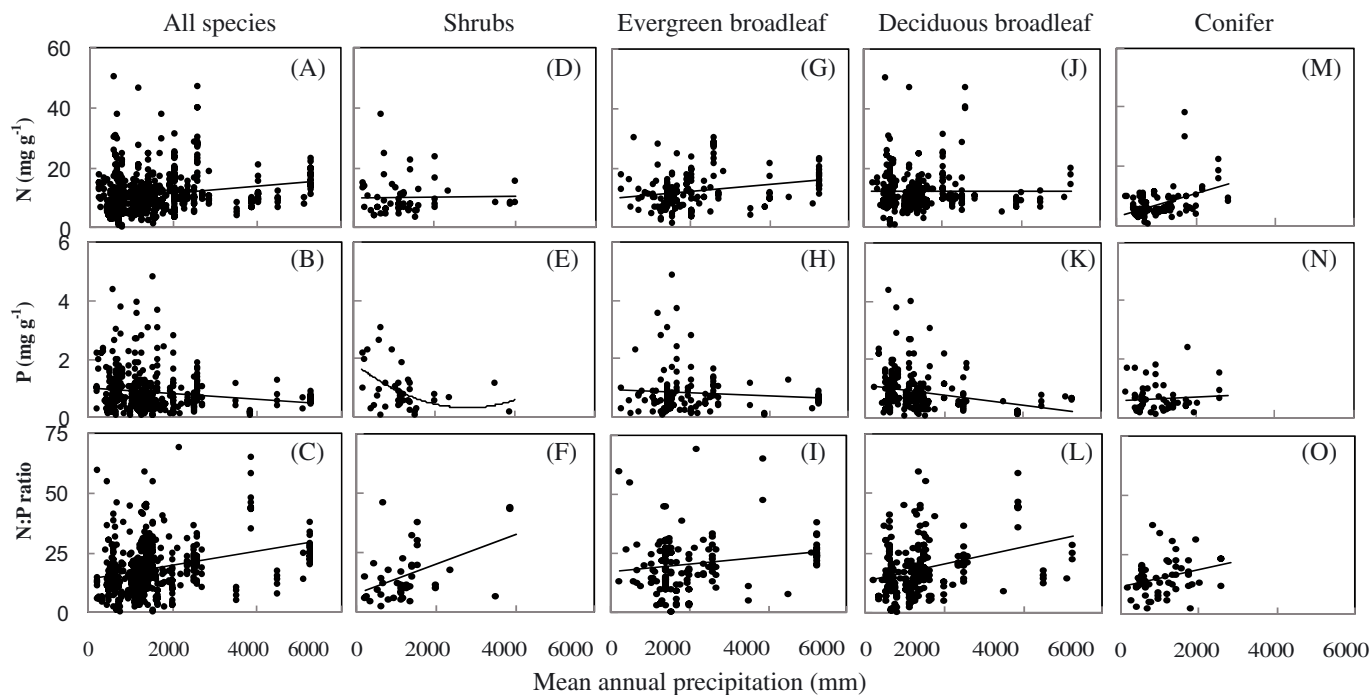 All species Shrubs Evergreen broadleaf Deciduous broadleaf Conifer
60 (A) (D) (G) (J) (M)
40
N (mg g-1)
20
0
6 (B) (E) (H) (K) (N)
4
P (mg g-1)
2
0
75 (C) (F) (I) (L) (O)
50
N:P ratio
25
0
0 2000 4000 6000 0 2000 4000 6000 0 2000 4000 6000 0 2000 4000 6000 0 2000 4000 6000
Mean annual precipitation (mm)